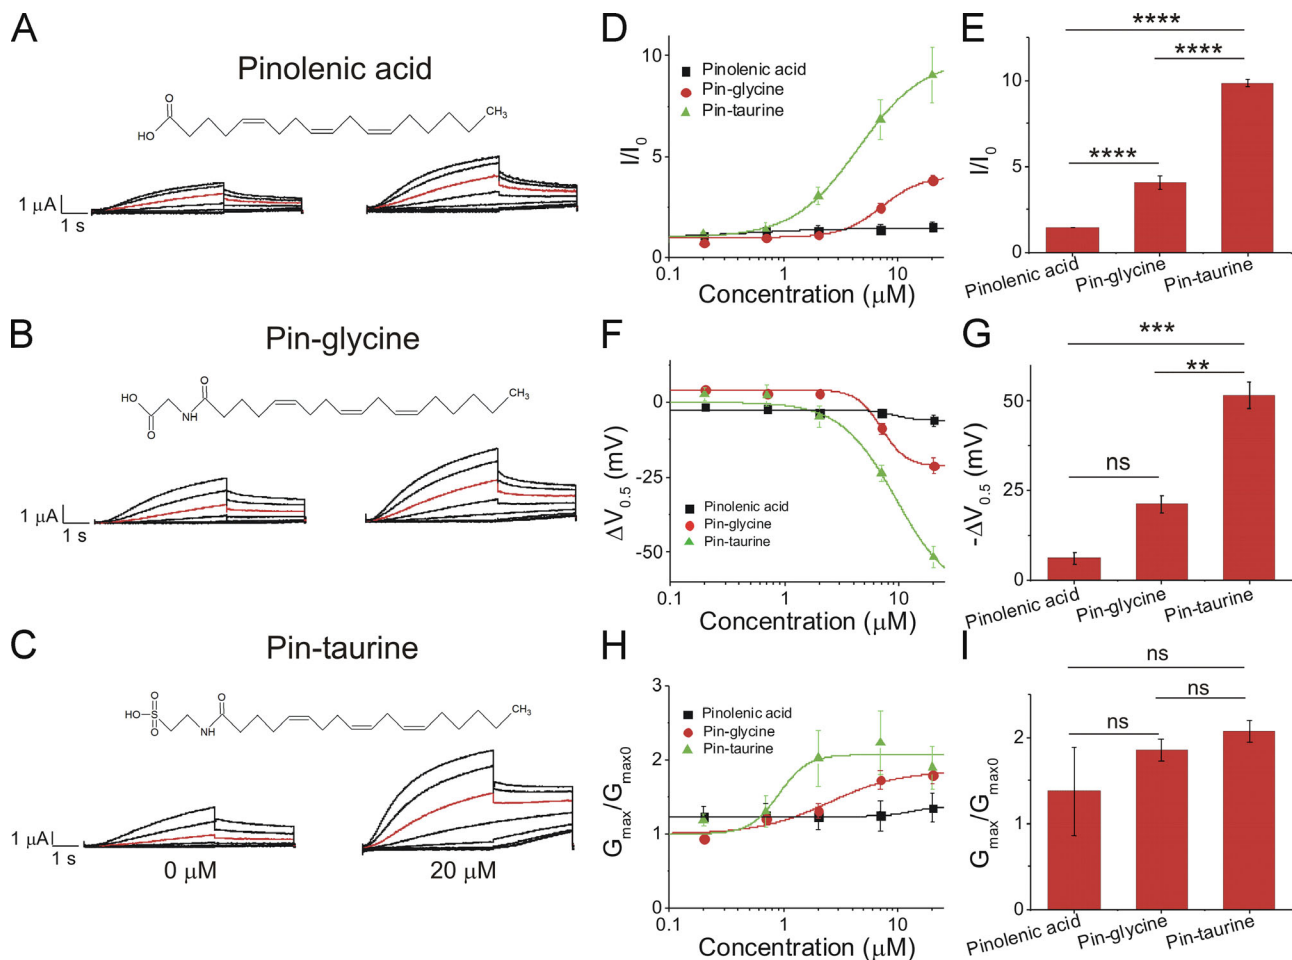 A
Pinolenic acid
O
HO
CH3
1 μA
1 s
B
Pin-glycine
O
HO
O
NH
CH3
1 μA
1 s
C
Pin-taurine
O
HO
S
O
O
NH
CH3
1 μA
1 s
0 μM
20 μM
D
10
5
0
I/I0
Pinolenic acid
Pin-glycine
Pin-taurine
0.1
1
10
Concentration (μM)
E
****
****
****
10
5
0
I/I0
Pinolenic acid
Pin-glycine
Pin-taurine
F
0
-25
-50
ΔV0.5 (mV)
Pinolenic acid
Pin-glycine
Pin-taurine
0.1
1
10
Concentration (μM)
G
***
**
ns
50
25
0
-ΔV0.5 (mV)
Pinolenic acid
Pin-glycine
Pin-taurine
H
3
2
1
0
Gmax/Gmax0
Pinolenic acid
Pin-glycine
Pin-taurine
0.1
1
10
Concentration (μM)
I
ns
ns
ns
2
1
0
Gmax/Gmax0
Pinolenic acid
Pin-glycine
Pin-taurine